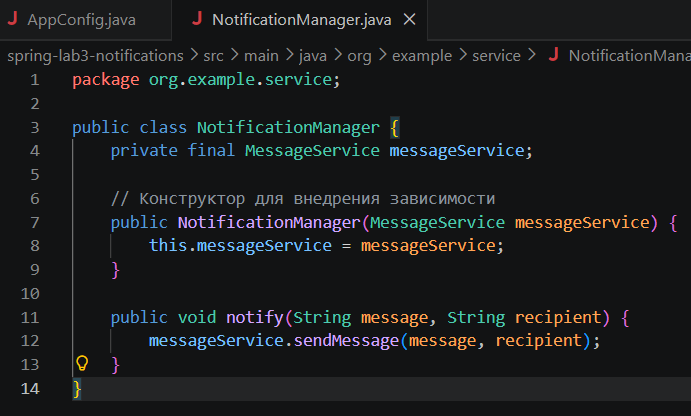 J AppConfig.java J NotificationManager.java ×
spring-lab3-notifications > src > main > java > org > example > service > J NotificationMana
1 package org.example.service;
2
3 public class NotificationManager {
4 private final MessageService messageService;
5
6 // Конструктор для внедрения зависимости
7 public NotificationManager(MessageService messageService) {
8 this.messageService = messageService;
9 }
10
11 public void notify(String message, String recipient) {
12 messageService.sendMessage(message, recipient);
13 }
14 }